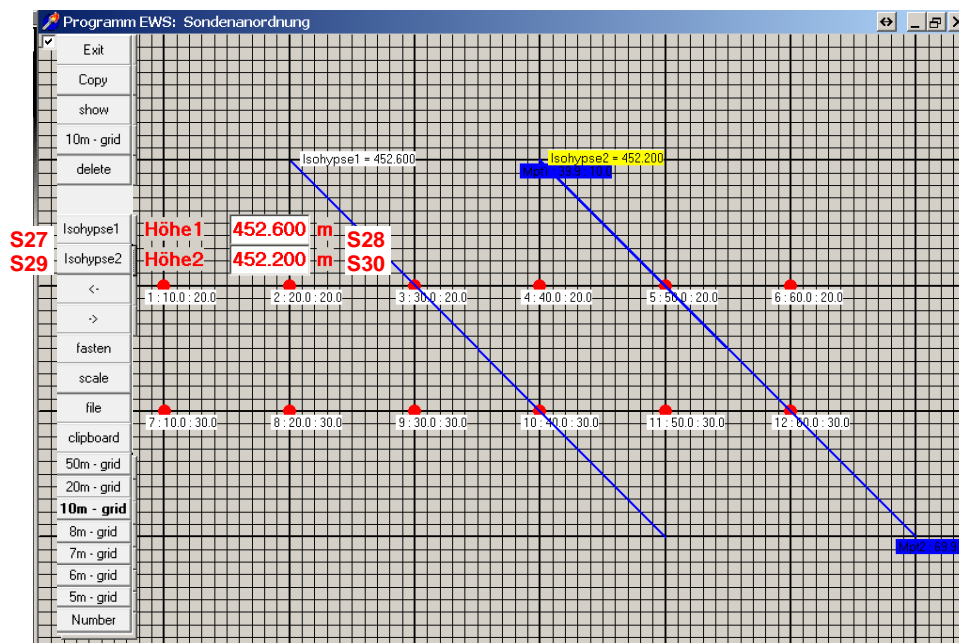 Programm EWS: Sondenanordnung
Exit
Copy
show
10m - grid
delete
Isohypse1 = 452.600
Isohypse2 = 452.200
S27 Isohypse1 Höhe1 452.600 m S28
S29 Isohypse2 Höhe2 452.200 m S30
<-
1 : 10.0 : 20.0 2 : 20.0 : 20.0 3 : 30.0 : 20.0 4 : 40.0 : 20.0 5 : 50.0 : 20.0 6 : 60.0 : 20.0
->
fasten
scale
file
7 : 10.0 : 30.0 8 : 20.0 : 30.0 9 : 30.0 : 30.0 10 : 40.0 : 30.0 11 : 50.0 : 30.0 12 : 60.0 : 30.0
clipboard
50m - grid
20m - grid
10m - grid
8m - grid
Mpt2 :
7m - grid
6m - grid
5m - grid
Number